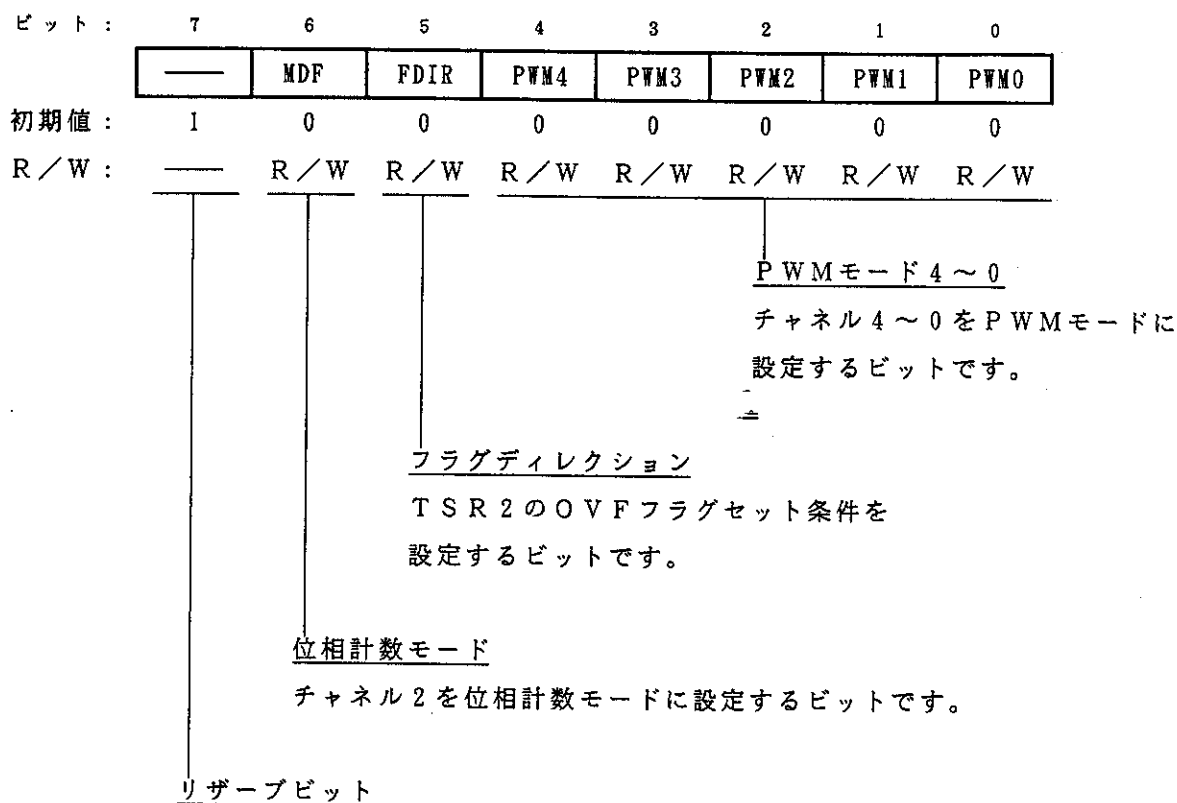 ビット： 7 6 5 4 3 2 1 0
—— MDF FDIR PWM4 PWM3 PWM2 PWM1 PWM0
初期値： 1 0 0 0 0 0 0 0
R／W： —— R／W R／W R／W R／W R／W R／W R／W
PWMモード4～0
チャネル4～0をPWMモードに
設定するビットです。
フラグディレクション
TSR2のOVFフラグセット条件を
設定するビットです。
位相計数モード
チャネル2を位相計数モードに設定するビットです。
リザーブビット